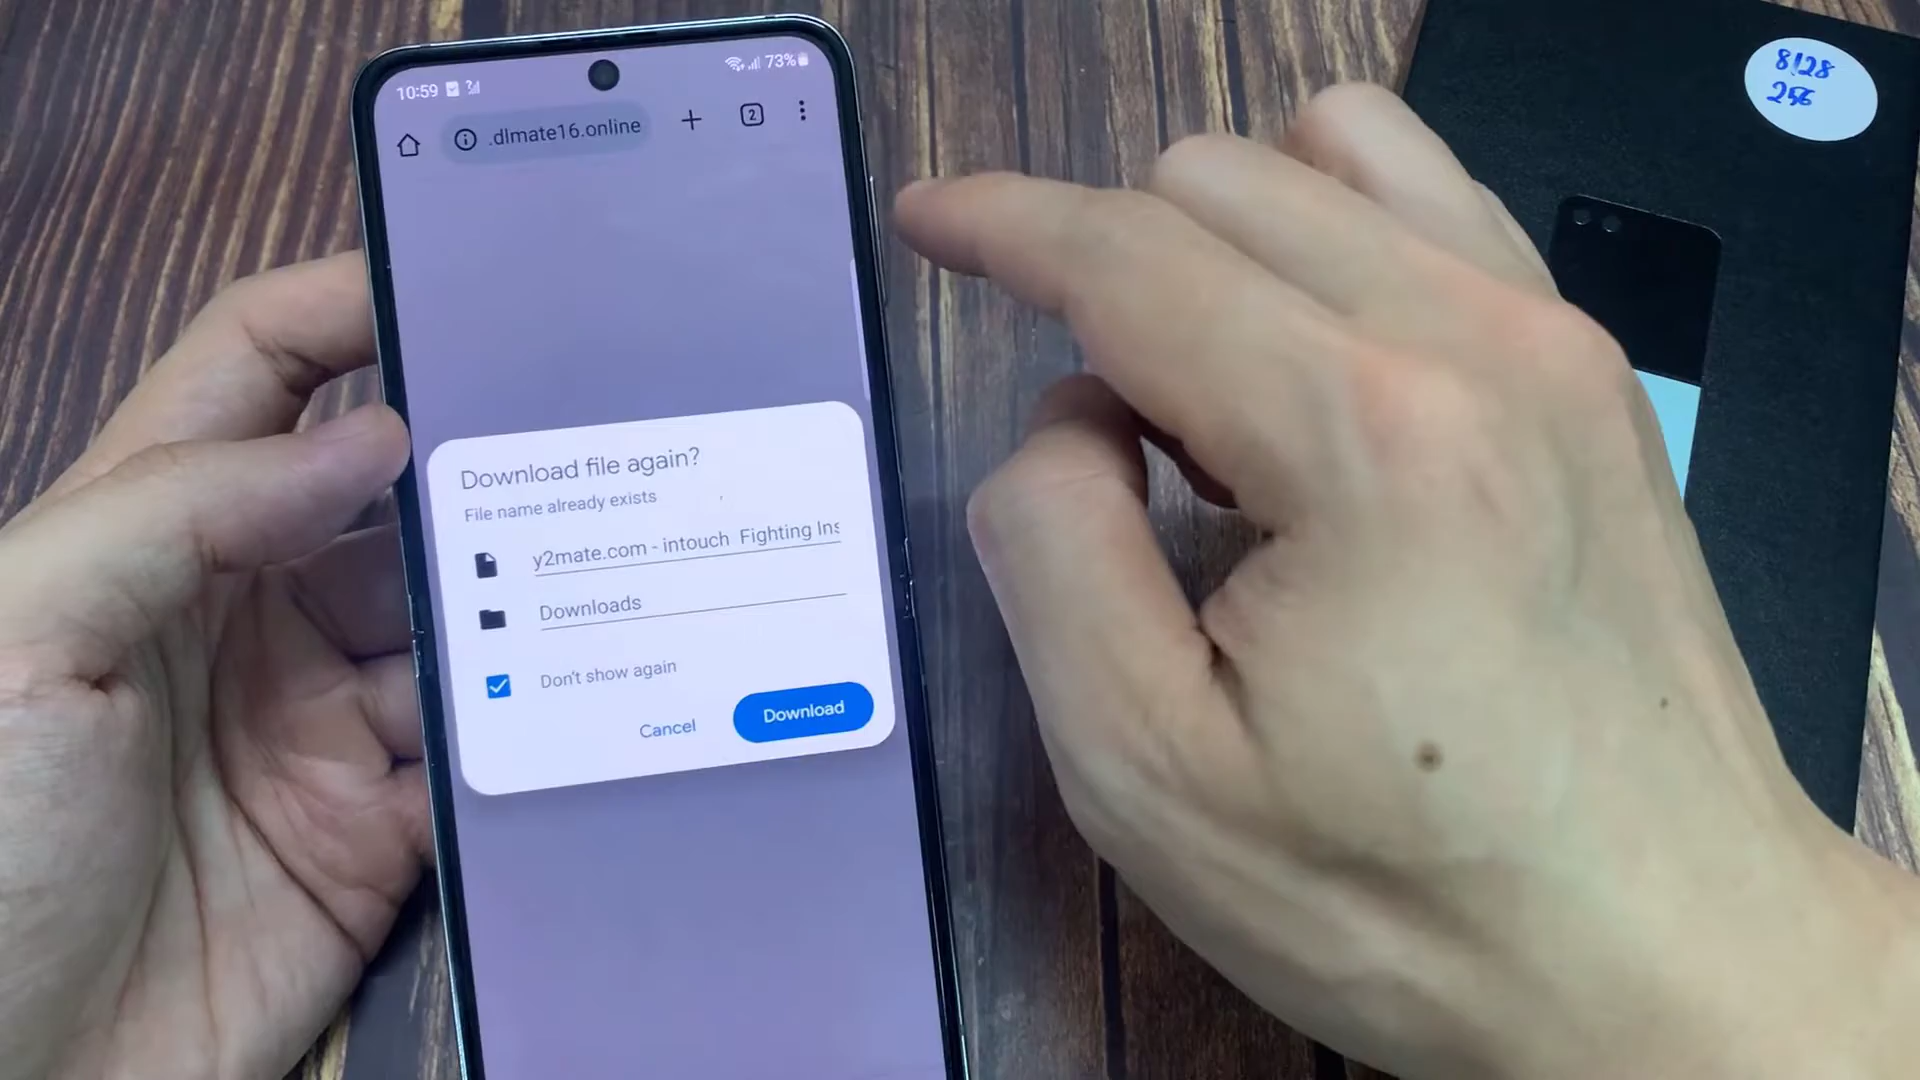 10:59
73%
.dlmate16.online
2
Download file again?
File name already exists
y2mate.com - intouch Fighting Ins
Downloads
Don't show again
Cancel
Download
8128
256